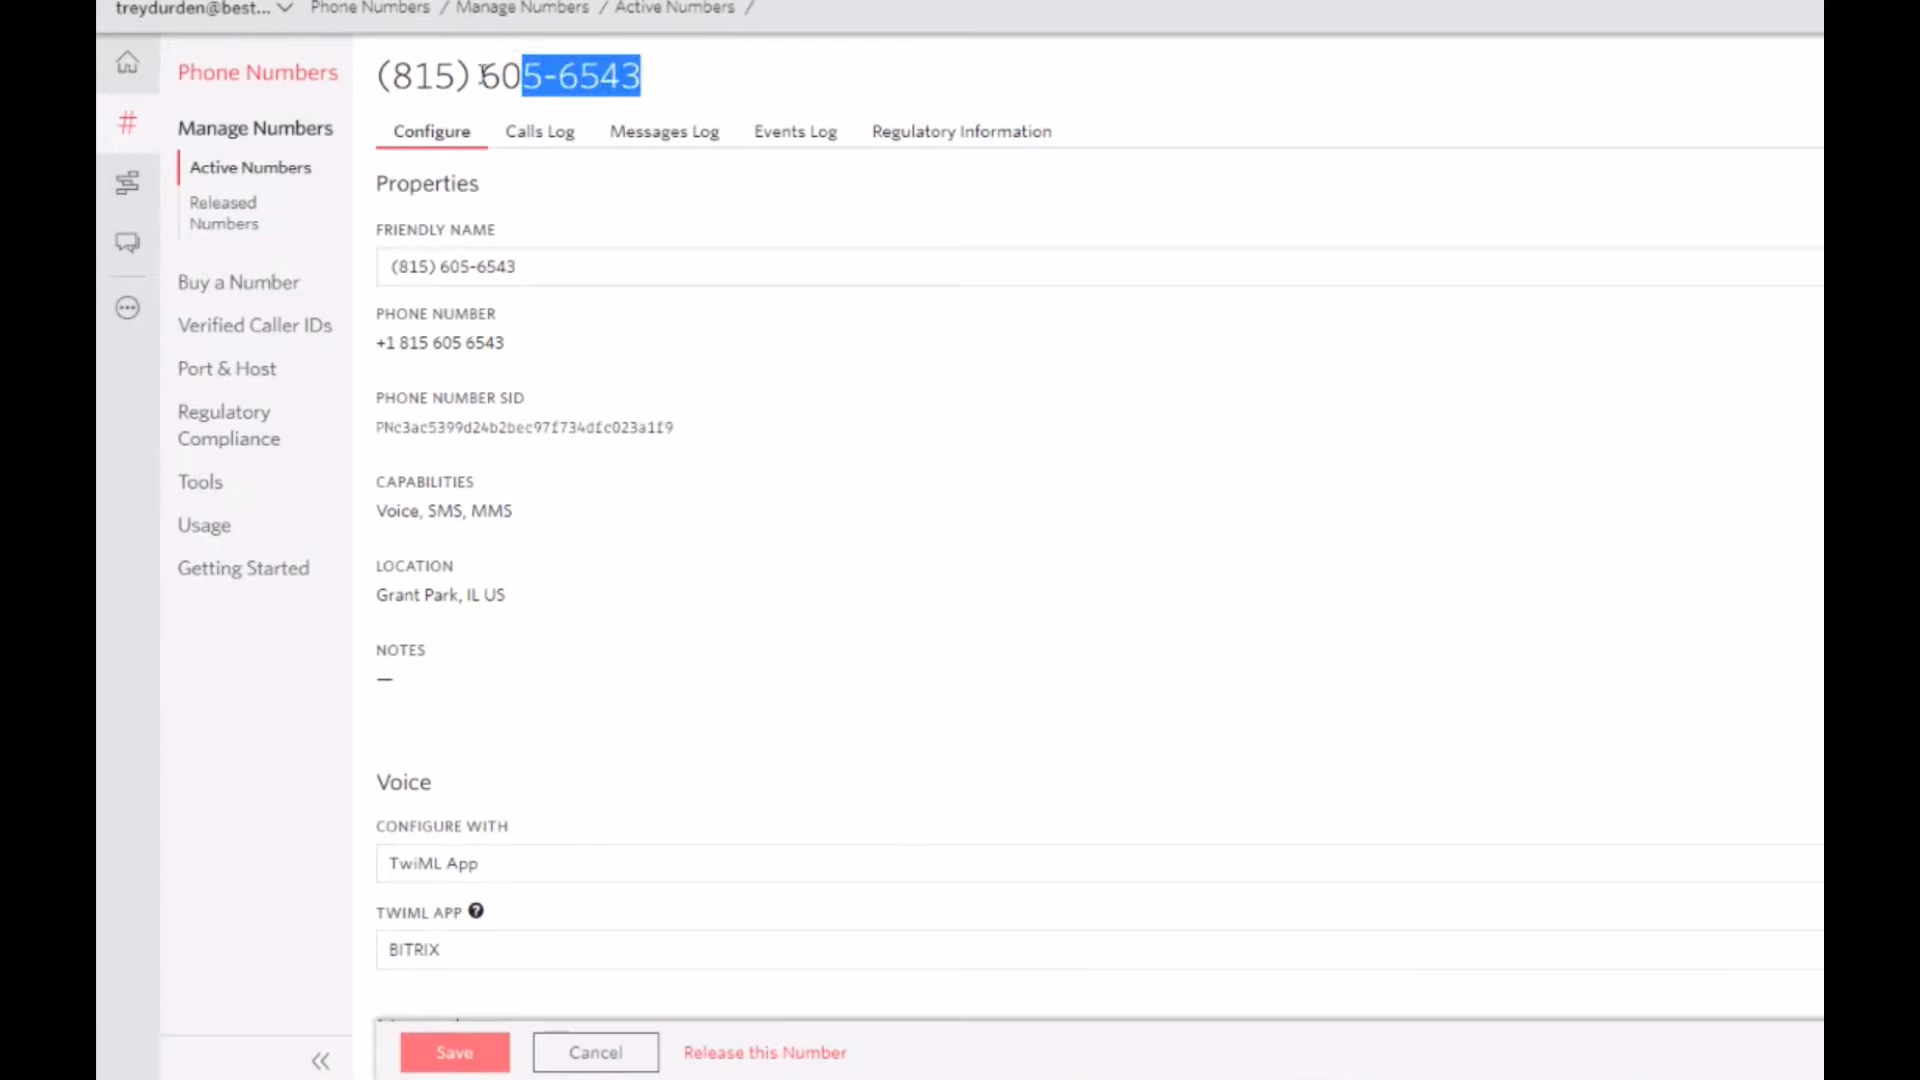 treydurden@best... Phone Numbers / Manage Numbers / Active Numbers /
Phone Numbers
Manage Numbers
Active Numbers
Released
Numbers
Buy a Number
Verified Caller IDs
Port & Host
Regulatory
Compliance
Tools
Usage
Getting Started
(815) 605-6543
Configure Calls Log Messages Log Events Log Regulatory Information
Properties
FRIENDLY NAME
(815) 605-6543
PHONE NUMBER
+1 815 605 6543
PHONE NUMBER SID
PNc3ac5399d24b2bec97f734dfc023a1f9
CAPABILITIES
Voice, SMS, MMS
LOCATION
Grant Park, IL US
NOTES
—
Voice
CONFIGURE WITH
TwiML App
TWIML APP ?
BITRIX
Save Cancel Release this Number